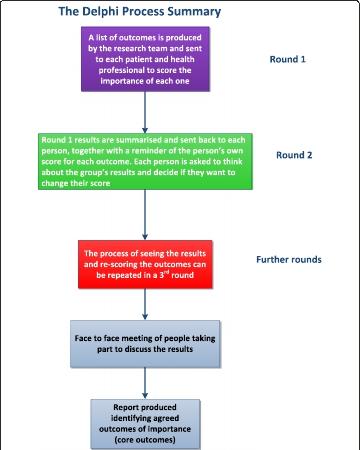 The Delphi Process Summary
A list of outcomes is produced
by the research team and sent
to each patient and health
professional to score the
importance of each one
Round 1
Round 1 results are summarised and sent back to each
person, together with a reminder of the person's own
score for each outcome. Each person is asked to think
about the group's results and decide if they want to
change their score
Round 2
The process of seeing the results
and re-scoring the outcomes can
be repeated in a 3rd round
Further rounds
Face to face meeting of people taking
part to discuss the results
Report produced
identifying agreed
outcomes of importance
(core outcomes)